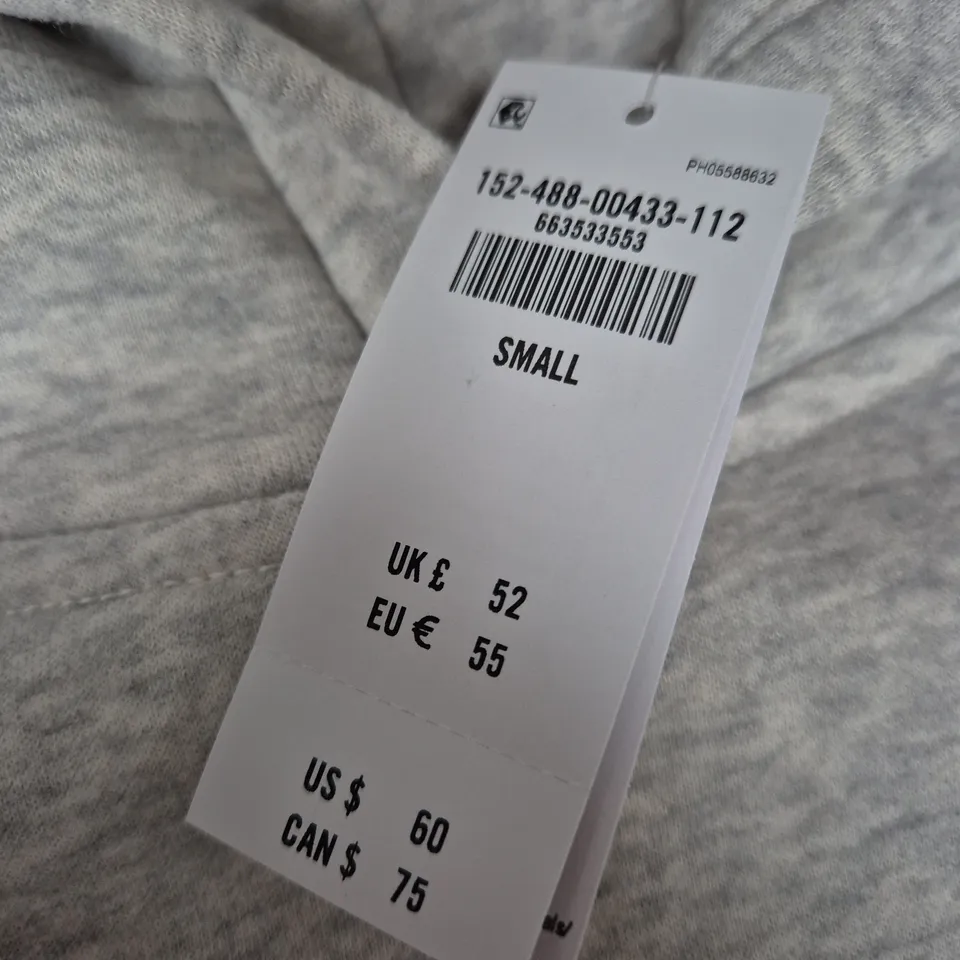 PH05588632
152-488-00433-112
663533553
SMALL
UK £ 52
EU € 55
US $ 60
CAN $ 75